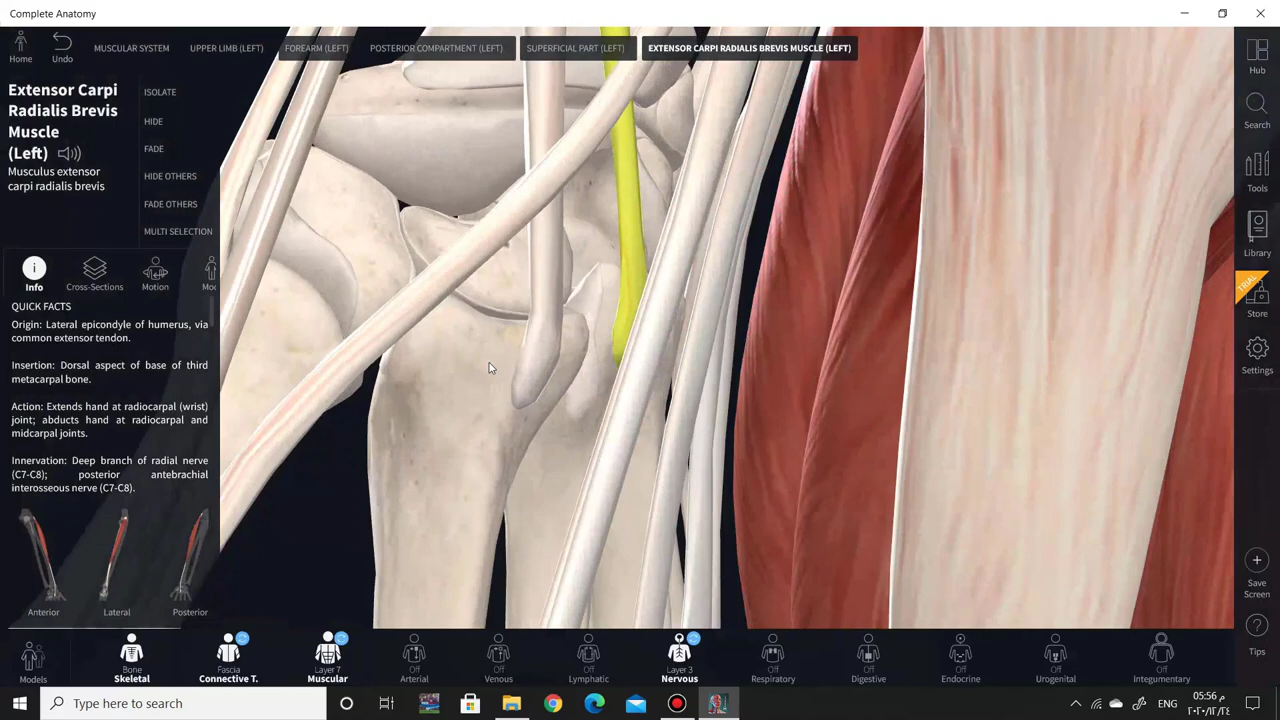 Complete Anatomy
Home
Undo
MUSCULAR SYSTEM
UPPER LIMB (LEFT)
FOREARM (LEFT)
POSTERIOR COMPARTMENT (LEFT)
SUPERFICIAL PART (LEFT)
EXTENSOR CARPI RADIALIS BREVIS MUSCLE (LEFT)
Extensor Carpi
Radialis Brevis
Muscle
(Left)
Musculus extensor
carpi radialis brevis
ISOLATE
HIDE
FADE
HIDE OTHERS
FADE OTHERS
MULTI SELECTION
Info
Cross-Sections
Motion
QUICK FACTS
Origin: Lateral epicondyle of humerus, via
common extensor tendon.
Insertion: Dorsal aspect of base of third
metacarpal bone.
Action: Extends hand at radiocarpal (wrist)
joint; abducts hand at radiocarpal and
midcarpal joints.
Innervation: Deep branch of radial nerve
(C7-C8); posterior antebrachial
interosseous nerve (C7-C8).
Anterior
Lateral
Posterior
Hub
Search
Tools
Library
TRIAL
Store
Settings
Save
Screen
Tips
Models
Bone
Skeletal
Fascia
Connective T.
Layer 7
Muscular
Off
Arterial
Off
Venous
Off
Lymphatic
Layer 3
Nervous
Off
Respiratory
Off
Digestive
Off
Endocrine
Off
Urogenital
Off
Integumentary
Type here to search
ENG
05:56 م